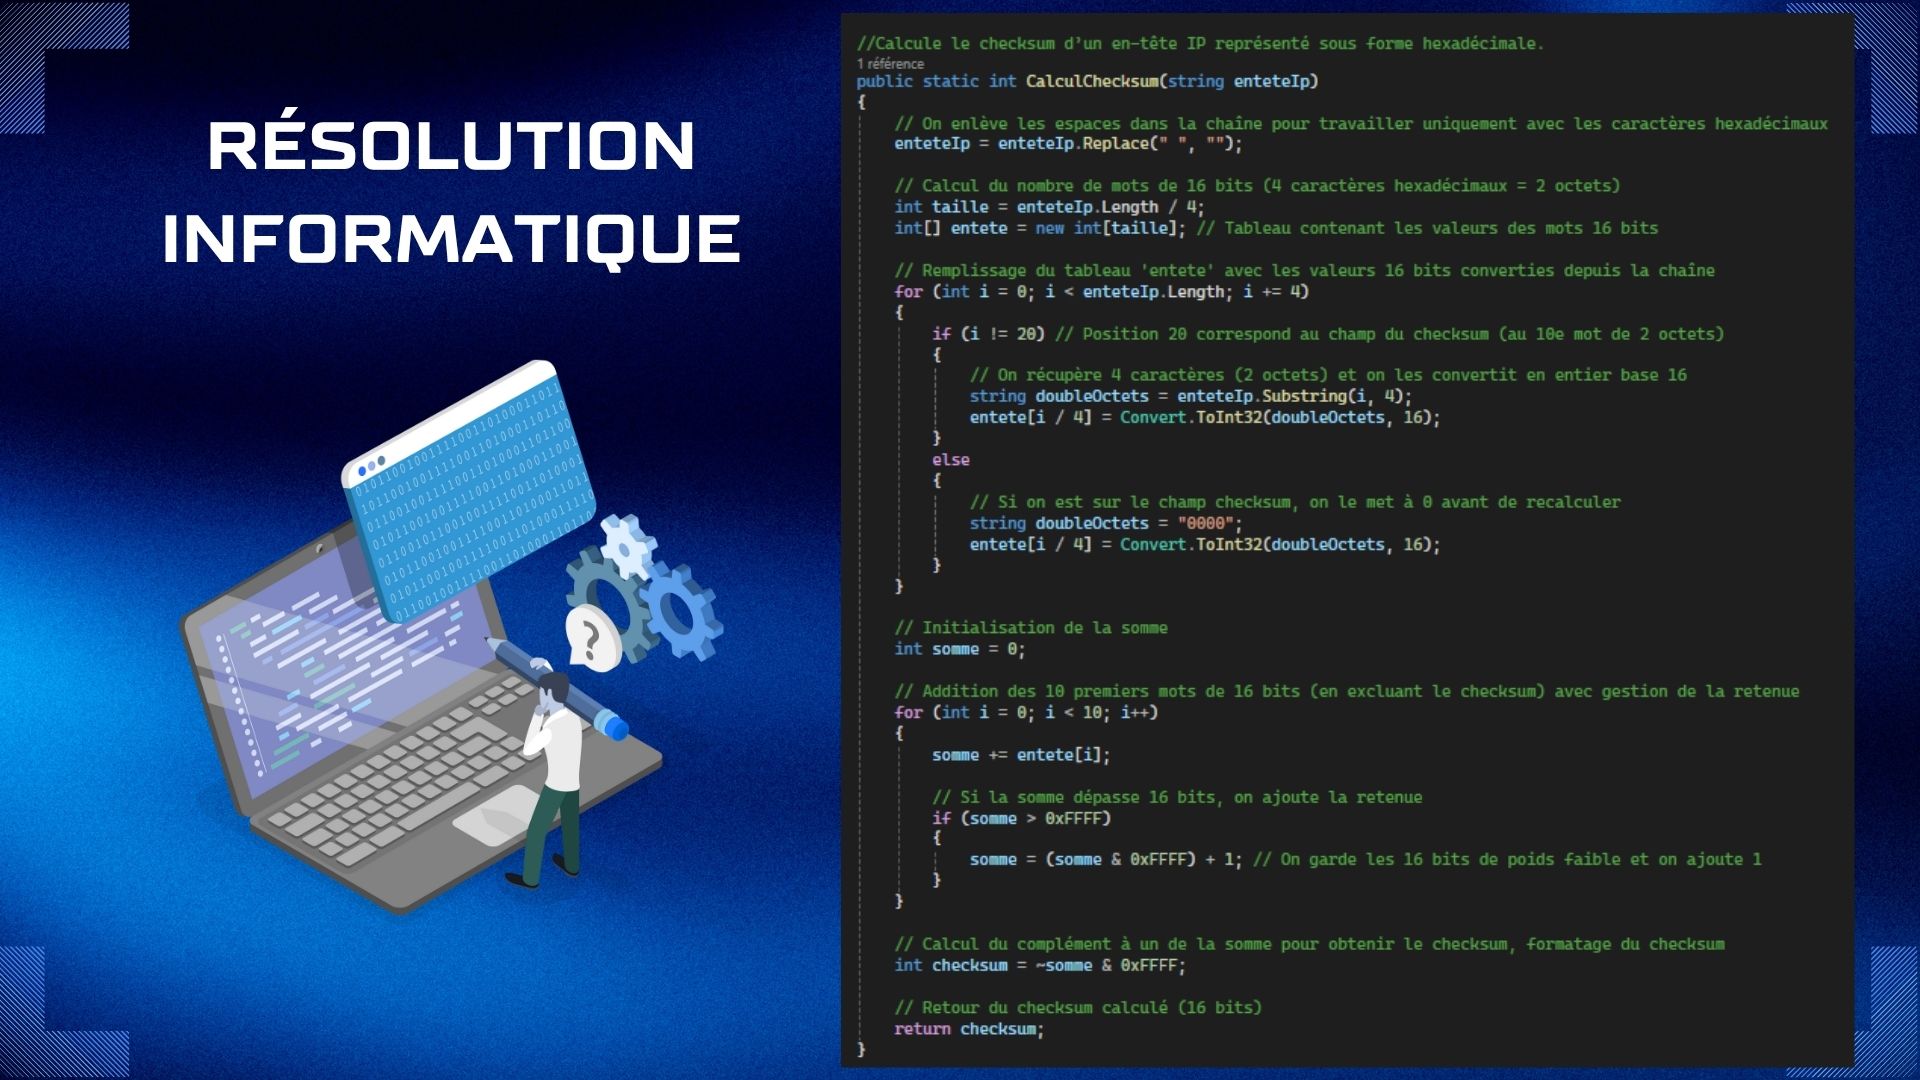 RÉSOLUTION
INFORMATIQUE
//Calcule le checksum d'un en-tête IP représenté sous forme hexadécimale.
1 référence
public static int CalculChecksum(string enteteIp)
{
// On enlève les espaces dans la chaîne pour travailler uniquement avec les caractères hexadécimaux
enteteIp = enteteIp.Replace(" ", "");
// Calcul du nombre de mots de 16 bits (4 caractères hexadécimaux = 2 octets)
int taille = enteteIp.Length / 4;
int[] entete = new int[taille]; // Tableau contenant les valeurs des mots 16 bits
// Remplissage du tableau 'entete' avec les valeurs 16 bits converties depuis la chaîne
for (int i = 0; i < enteteIp.Length; i += 4)
{
if (i != 20) // Position 20 correspond au champ du checksum (au 10e mot de 2 octets)
{
// On récupère 4 caractères (2 octets) et on les convertit en entier base 16
string doubleOctets = enteteIp.Substring(i, 4);
entete[i / 4] = Convert.ToInt32(doubleOctets, 16);
}
else
{
// Si on est sur le champ checksum, on le met à 0 avant de recalculer
string doubleOctets = "0000";
entete[i / 4] = Convert.ToInt32(doubleOctets, 16);
}
}
// Initialisation de la somme
int somme = 0;
// Addition des 10 premiers mots de 16 bits (en excluant le checksum) avec gestion de la retenue
for (int i = 0; i < 10; i++)
{
somme += entete[i];
// Si la somme dépasse 16 bits, on ajoute la retenue
if (somme > 0xFFFF)
{
somme = (somme & 0xFFFF) + 1; // On garde les 16 bits de poids faible et on ajoute 1
}
}
// Calcul du complément à un de la somme pour obtenir le checksum, formatage du checksum
int checksum = ~somme & 0xFFFF;
// Retour du checksum calculé (16 bits)
return checksum;
}
?